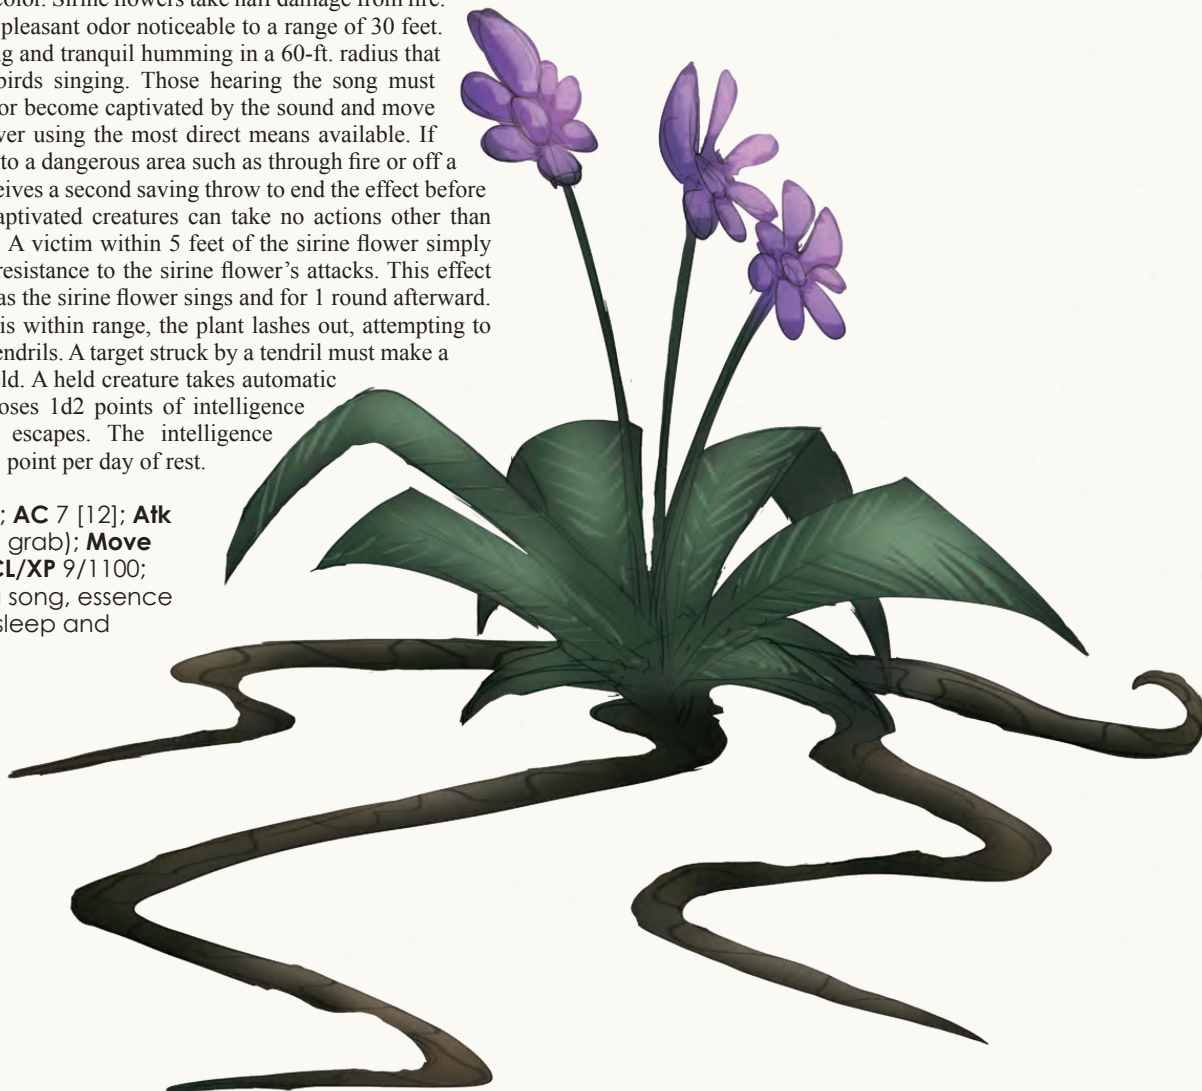 color. Sirine flowers take half damage from fire.
pleasant odor noticeable to a range of 30 feet.
g and tranquil humming in a 60-ft. radius that
birds singing. Those hearing the song must
or become captivated by the sound and move
ver using the most direct means available. If
to a dangerous area such as through fire or off a
eives a second saving throw to end the effect before
aptivated creatures can take no actions other than
. A victim within 5 feet of the sirine flower simply
resistance to the sirine flower’s attacks. This effect
as the sirine flower sings and for 1 round afterward.
is within range, the plant lashes out, attempting to
endrils. A target struck by a tendril must make a
ld. A held creature takes automatic
oses 1d2 points of intelligence
escapes. The intelligence
point per day of rest.
; AC 7 [12]; Atk
grab); Move
CL/XP 9/1100;
song, essence
sleep and